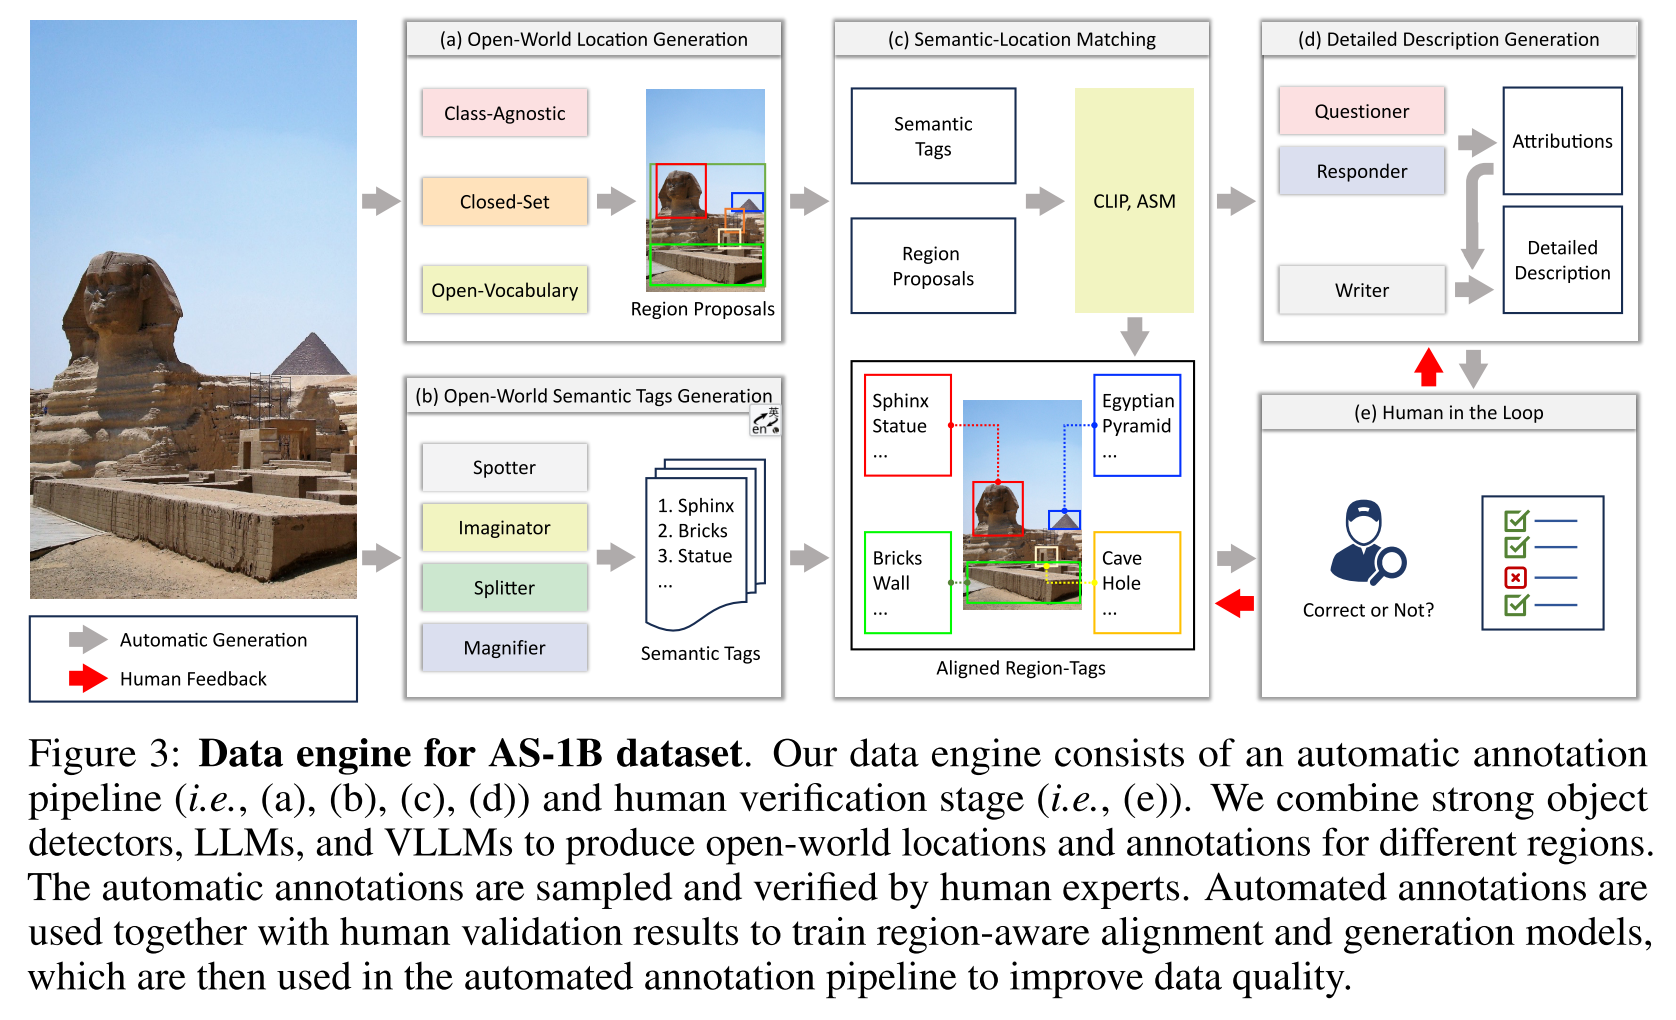 (a) Open-World Location Generation
Class-Agnostic
Closed-Set
Open-Vocabulary
Region Proposals
(b) Open-World Semantic Tags Generation
英
en
Spotter
Imaginator
Splitter
Magnifier
1. Sphinx
2. Bricks
3. Statue
...
Semantic Tags
(c) Semantic-Location Matching
Semantic
Tags
Region
Proposals
CLIP, ASM
Sphinx
Statue
...
Egyptian
Pyramid
...
Bricks
Wall
...
Cave
Hole
...
Aligned Region-Tags
(d) Detailed Description Generation
Questioner
Responder
Writer
Attributions
Detailed
Description
(e) Human in the Loop
Correct or Not?
Automatic Generation
Human Feedback
Figure 3: Data engine for AS-1B dataset. Our data engine consists of an automatic annotation
pipeline (i.e., (a), (b), (c), (d)) and human verification stage (i.e., (e)). We combine strong object
detectors, LLMs, and VLLMs to produce open-world locations and annotations for different regions.
The automatic annotations are sampled and verified by human experts. Automated annotations are
used together with human validation results to train region-aware alignment and generation models,
which are then used in the automated annotation pipeline to improve data quality.